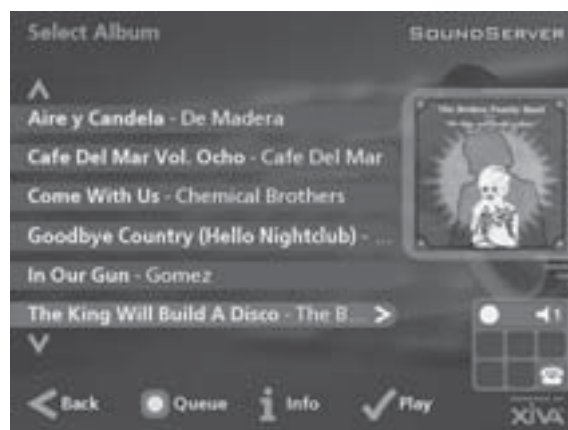 Select Album
SOUNDSERVER
Aire y Candela - De Madera
Cafe Del Mar Vol. Ocho - Cafe Del Mar
Come With Us - Chemical Brothers
Goodbye Country (Hello Nightclub) - ...
In Our Gun - Gomez
The King Will Build A Disco - The B... >
1
Back
Queue
i Info
Play
xiva